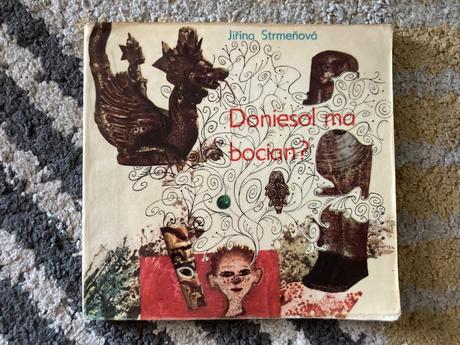 Jiřina Strmeňová
Doniesol ma
bocian?